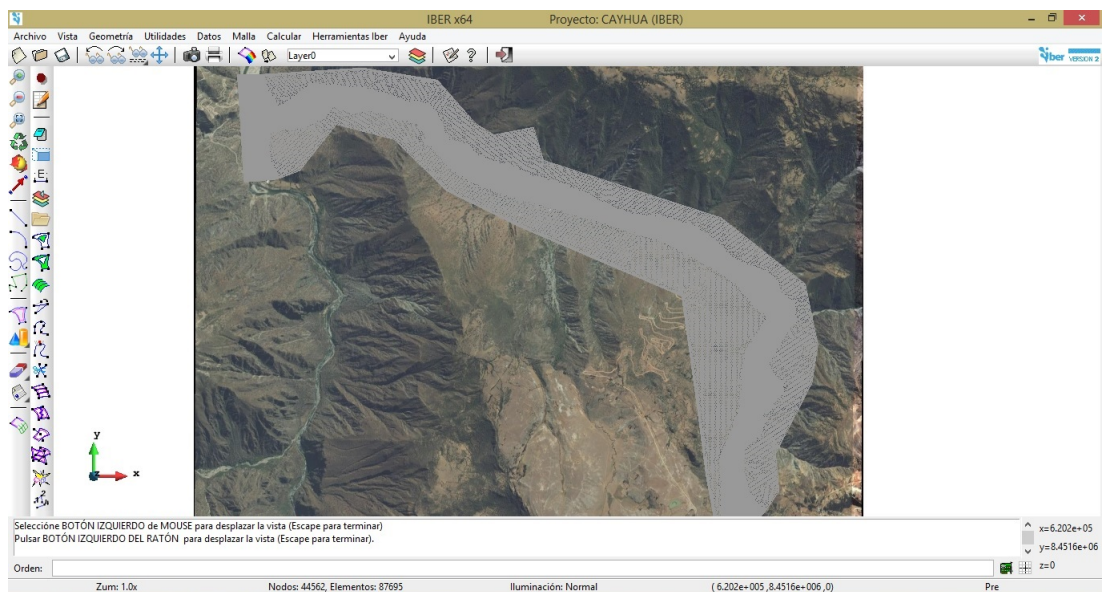 IBER x64 Proyecto: CAYHUA (IBER)
Archivo Vista Geometría Utilidades Datos Malla Calcular Herramientas Iber Ayuda
Layer0
iber VERSION 2
.E:
y
x
Seleccióne BOTÓN IZQUIERDO de MOUSE para desplazar la vista (Escape para terminar)
Pulsar BOTÓN IZQUIERDO DEL RATÓN para desplazar la vista (Escape para terminar).
x=6.202e+05
y=8.4516e+06
z=0
Orden:
Zum: 1.0x Nodos: 44562, Elementos: 87695 Iluminación: Normal ( 6.202e+005 ,8.4516e+006 ,0) Pre